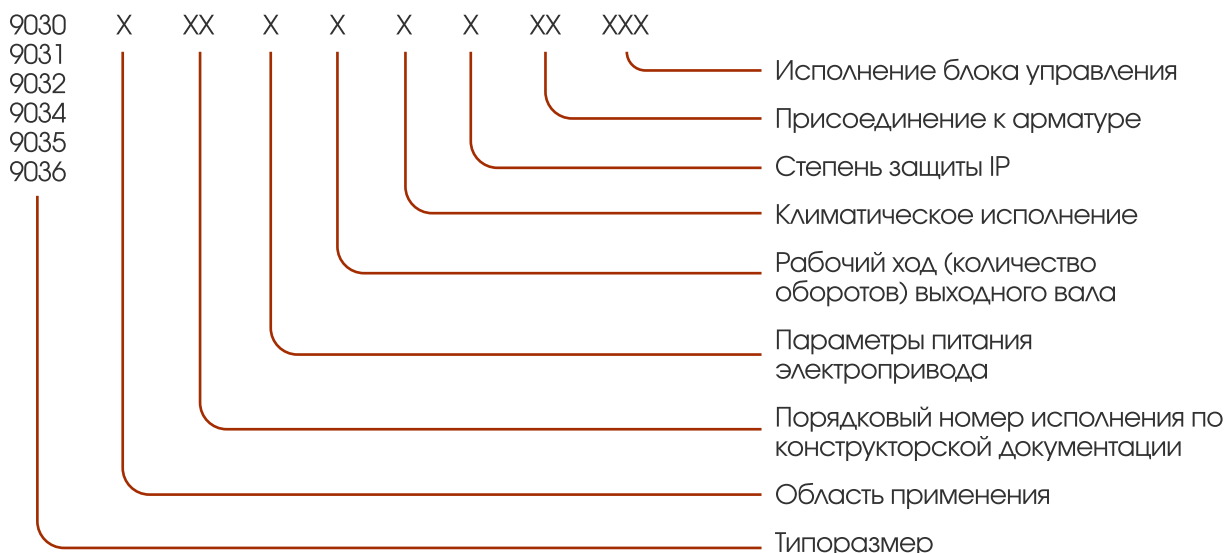 9030 X XX X X X X XX XXX
9031
9032
9034
9035
9036
Исполнение блока управления
Присоединение к арматуре
Степень защиты IP
Климатическое исполнение
Рабочий ход (количество
оборотов) выходного вала
Параметры питания
электропривода
Порядковый номер исполнения по
конструкторской документации
Область применения
Типоразмер